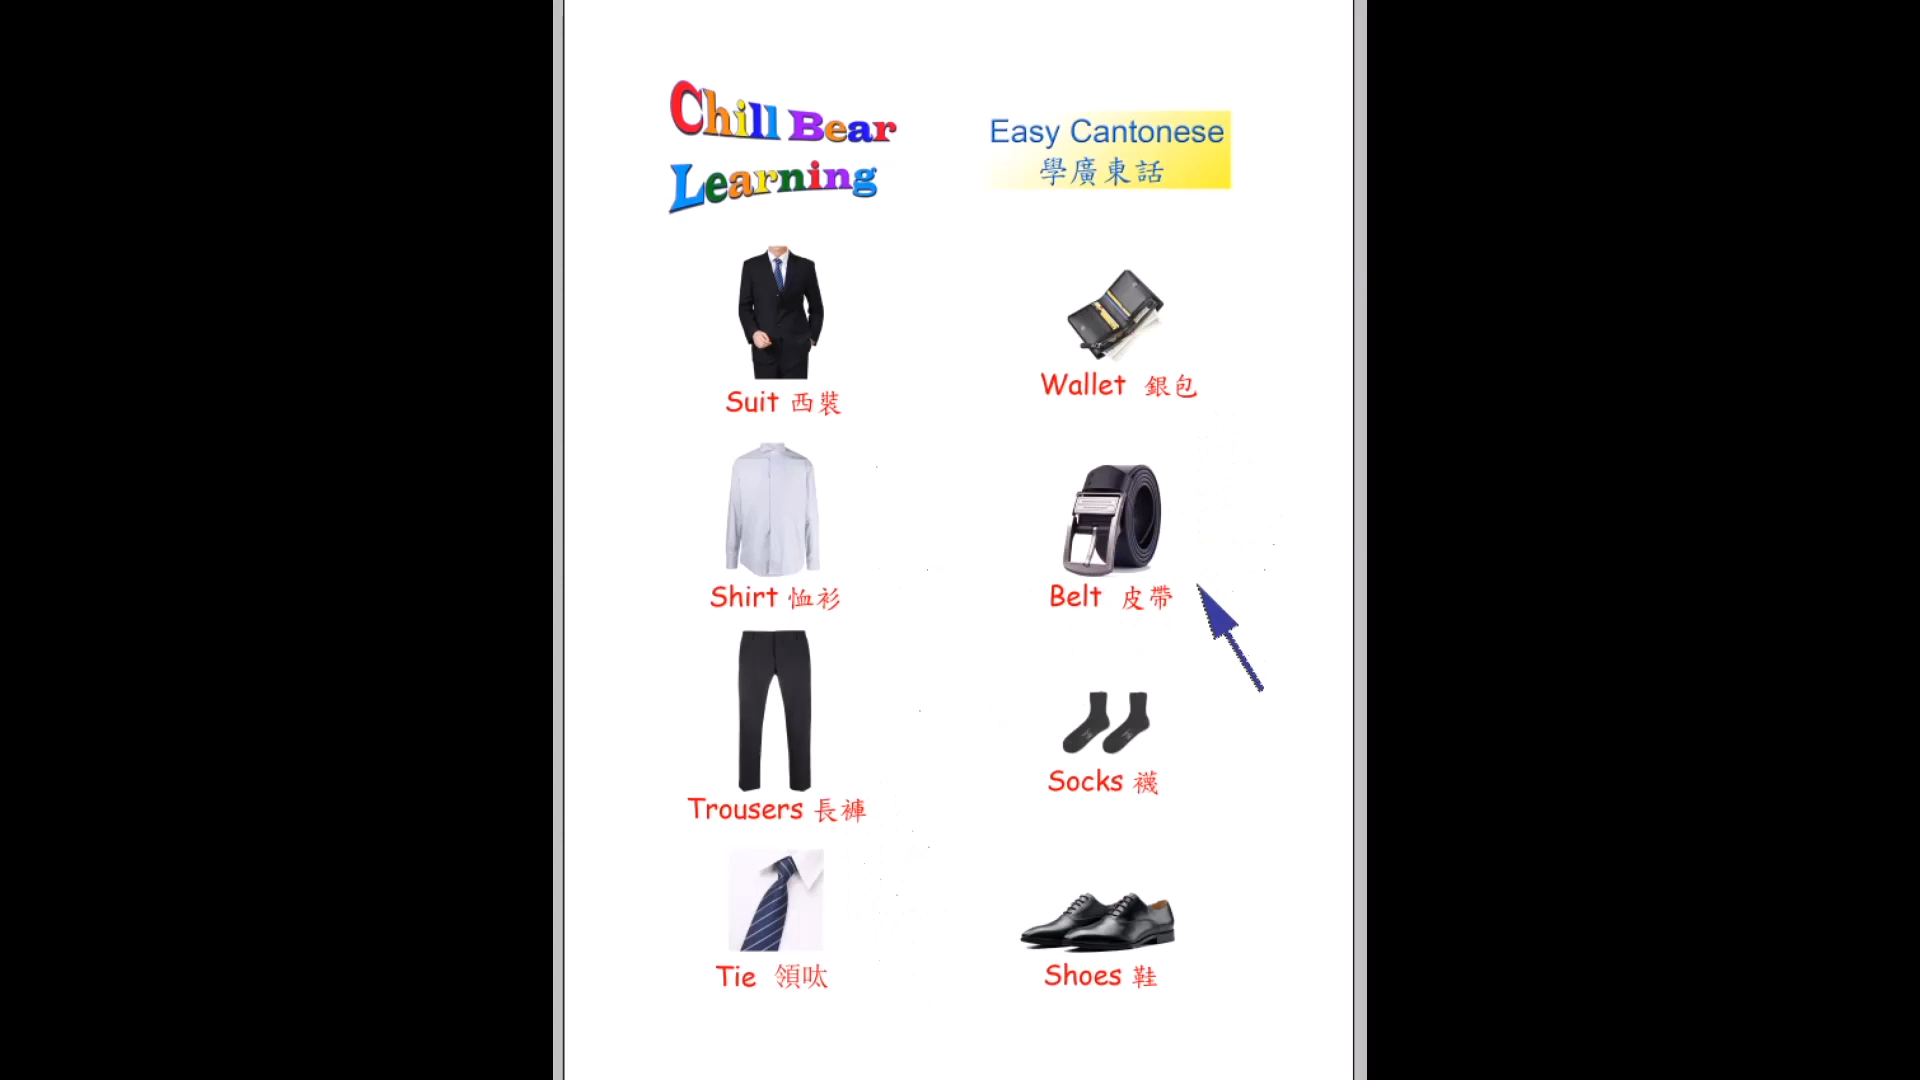 Chill Bear
Learning
Easy Cantonese
學廣東話
Suit 西裝
Wallet 銀包
Shirt 恤衫
Belt 皮帶
Trousers 長褲
Socks 襪
Tie 領呔
Shoes 鞋